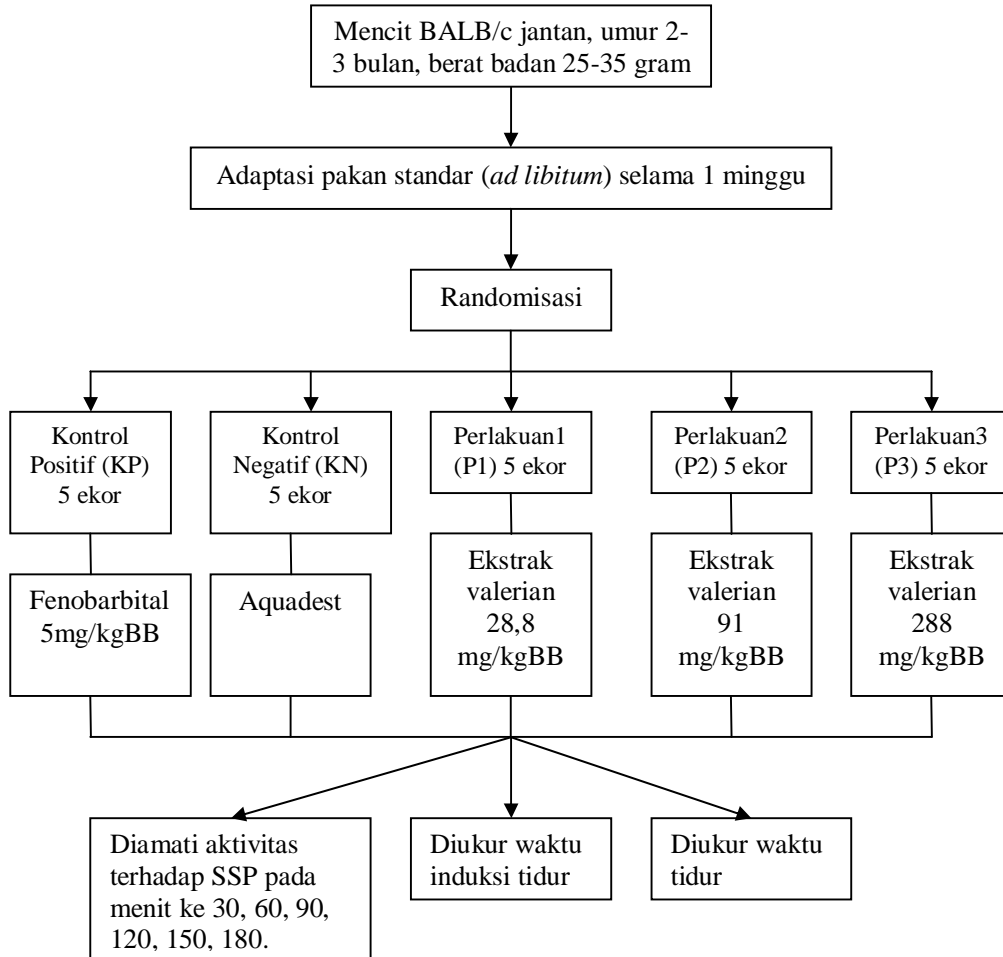 Mencit BALB/c jantan, umur 2-
3 bulan, berat badan 25-35 gram
Adaptasi pakan standar (ad libitum) selama 1 minggu
Randomisasi
Kontrol
Positif (KP)
5 ekor
Kontrol
Negatif (KN)
5 ekor
Perlakuan1
(P1) 5 ekor
Perlakuan2
(P2) 5 ekor
Perlakuan3
(P3) 5 ekor
Fenobarbital
5mg/kgBB
Aquadest
Ekstrak
valerian
28,8
mg/kgBB
Ekstrak
valerian
91
mg/kgBB
Ekstrak
valerian
288
mg/kgBB
Diamati aktivitas
terhadap SSP pada
menit ke 30, 60, 90,
120, 150, 180.
Diukur waktu
induksi tidur
Diukur waktu
tidur